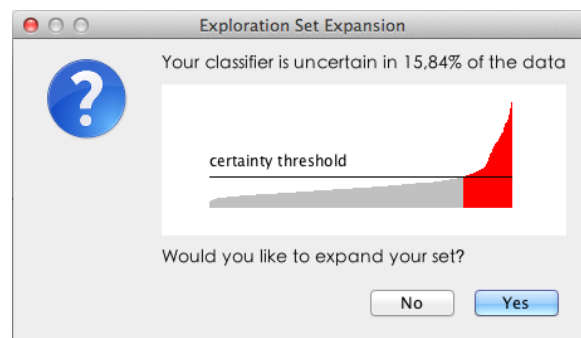 Exploration Set Expansion
Your classifier is uncertain in 15,84% of the data
certainty threshold
Would you like to expand your set?
No
Yes